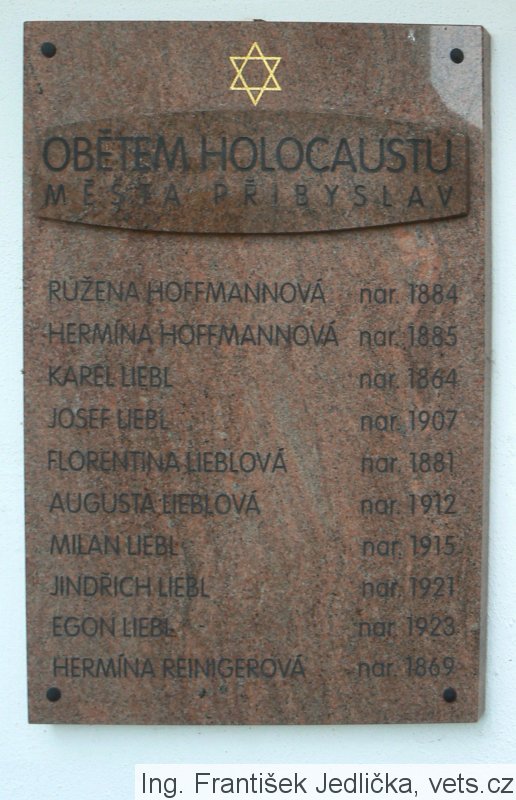 OBĚTEM HOLOCAUSTU
MĚSTA PŘIBYSLAV
RŮŽENA HOFFMANNOVÁ nar. 1884
HERMÍNA HOFFMANNOVÁ nar. 1885
KAREL LIEBL nar. 1864
JOSEF LIEBL nar. 1907
FLORENTINA LIEBLOVÁ nar. 1881
AUGUSTA LIEBLOVÁ nar. 1912
MILAN LIEBL nar. 1915
JINDŘICH LIEBL nar. 1921
EGON LIEBL nar. 1923
HERMÍNA REINIGEROVÁ nar. 1869
Ing. František Jedlička, vets.cz